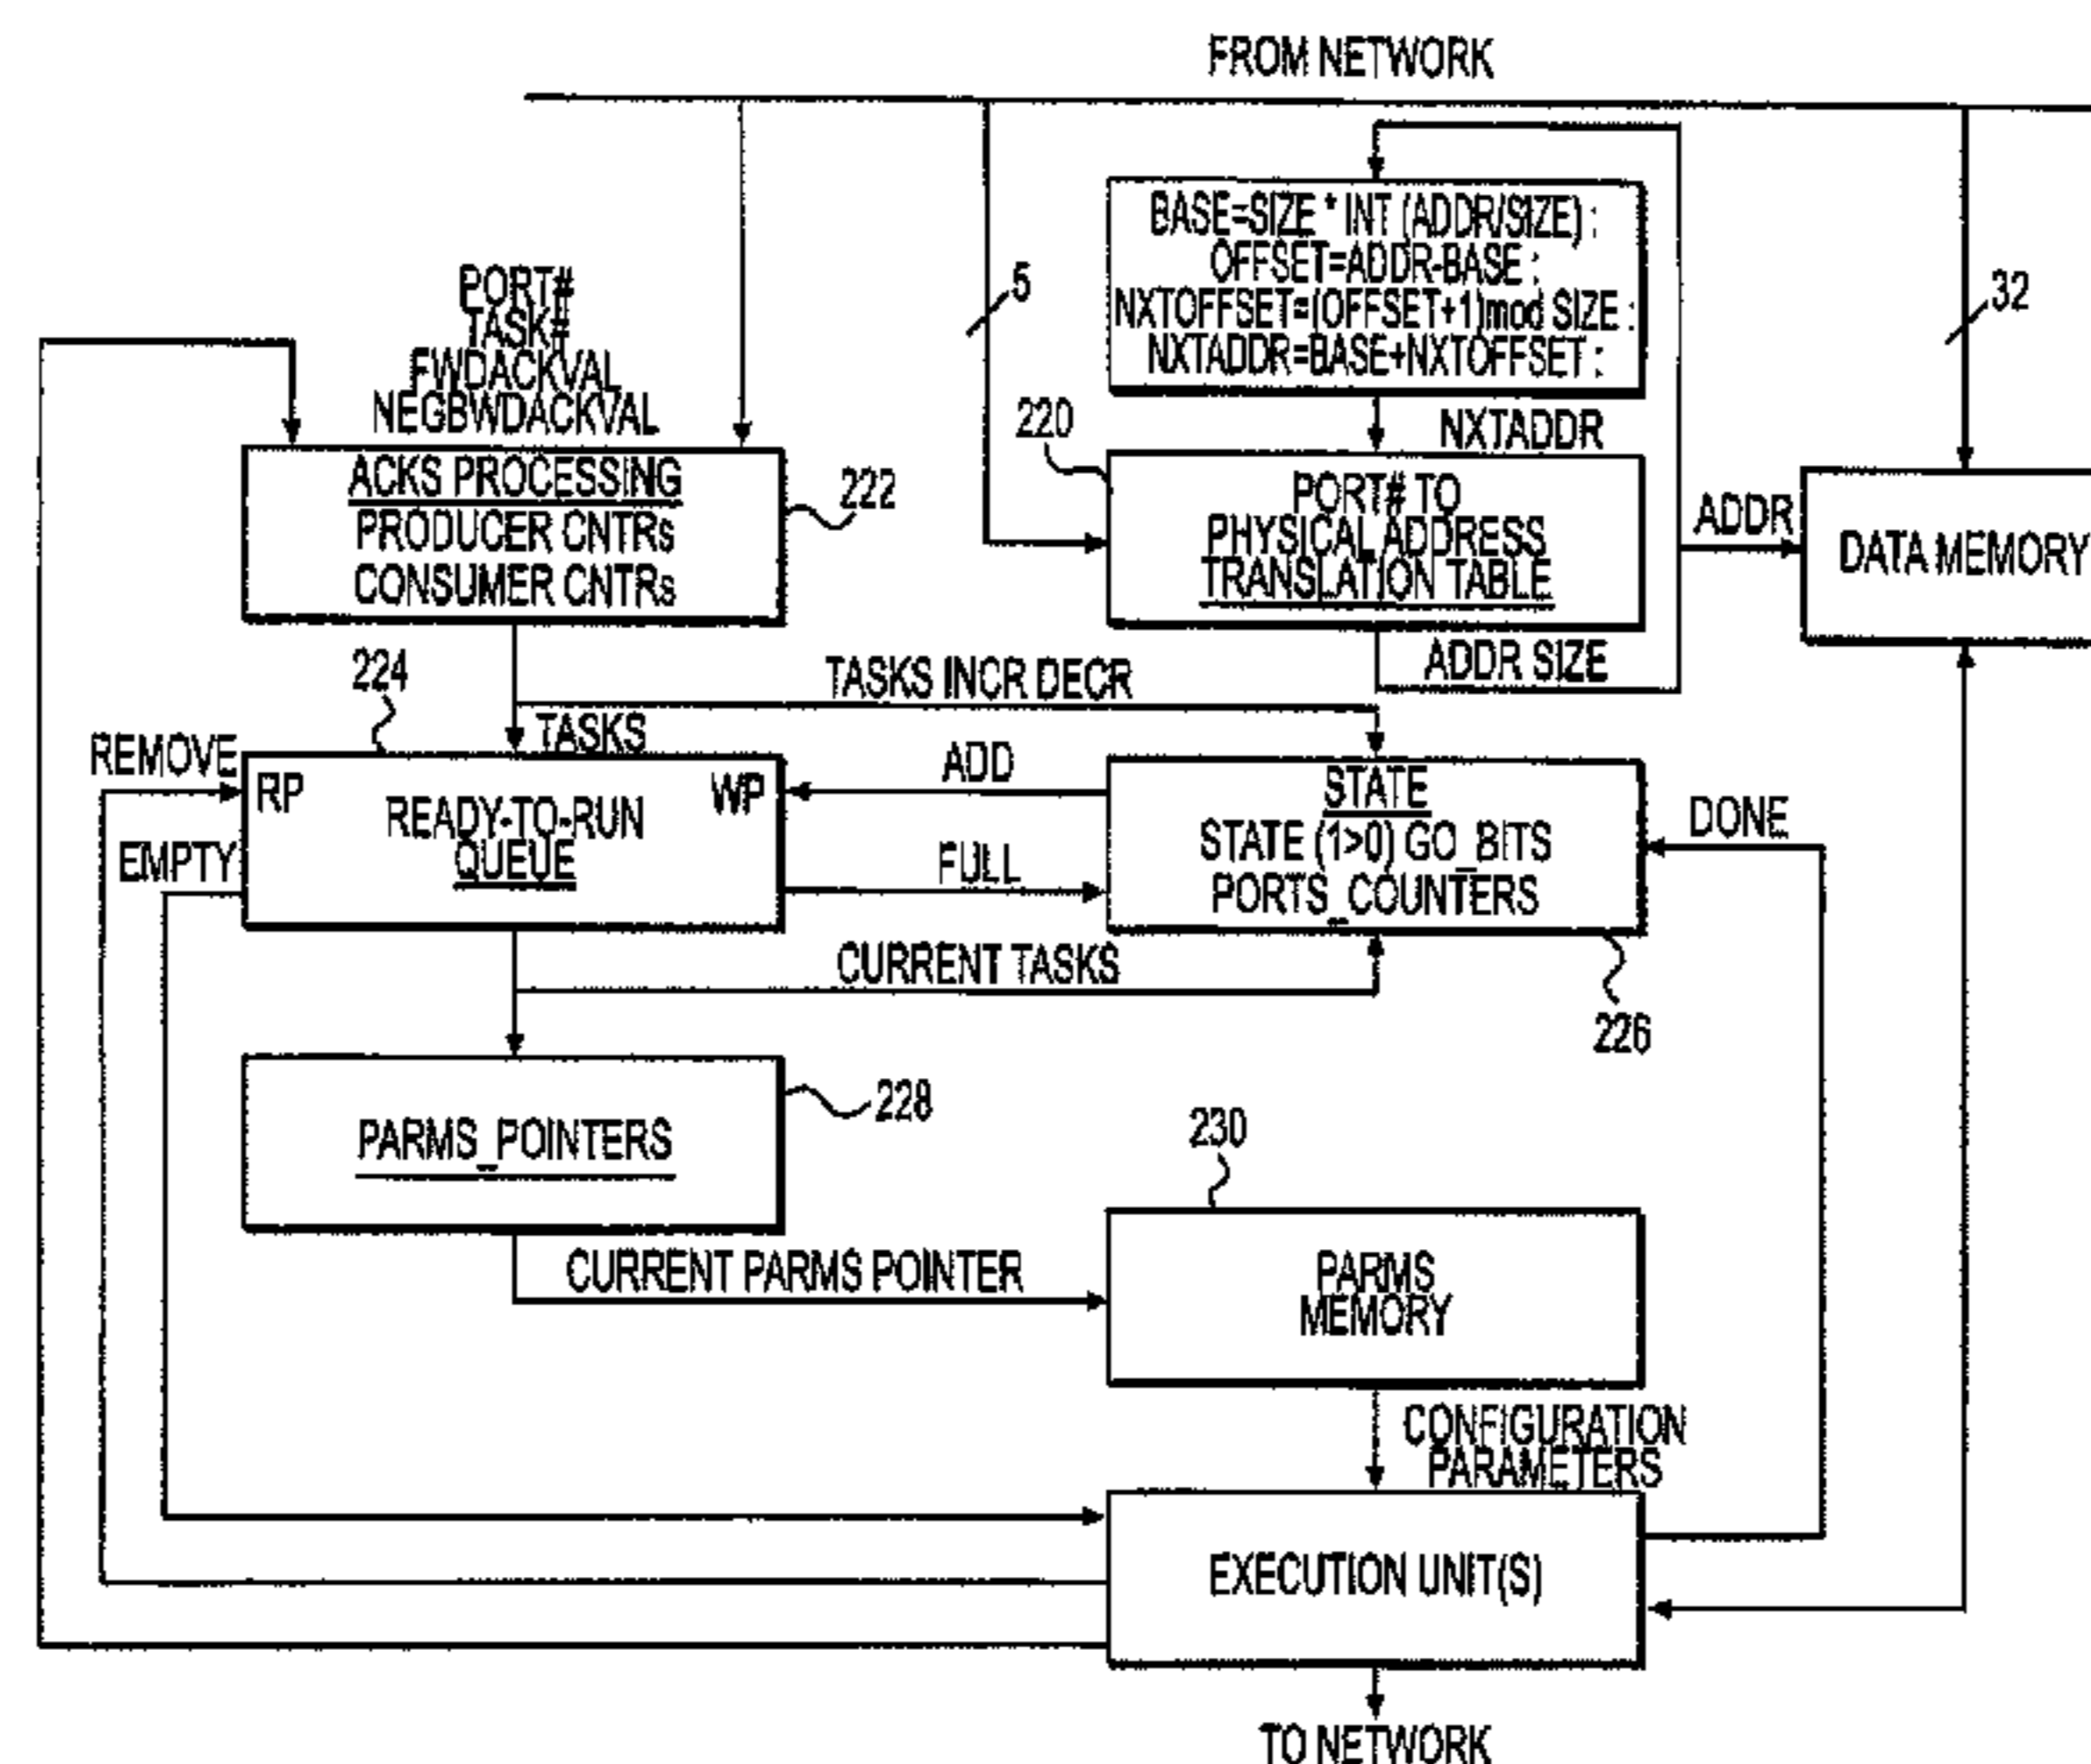 FROM NETWORK
BASE=SIZE * INT (ADDR/SIZE) :
OFFSET=ADDR-BASE :
NXTOFFSET=(OFFSET+1)mod SIZE :
NXTADDR=BASE+NXTOFFSET :
5
32
PORT#
TASK#
FWDACKVAL
NEGBWDACKVAL
220
NXTADDR
ACKS PROCESSING
PRODUCER CNTRs
CONSUMER CNTRs
222
PORT# TO
PHYSICAL ADDRESS
TRANSLATION TABLE
ADDR
DATA MEMORY
224
TASKS INCR DECR
ADDR SIZE
TASKS
REMOVE
RP
WP
READY-TO-RUN
QUEUE
EMPTY
ADD
FULL
STATE
STATE (1>0) GO_BITS
PORTS_COUNTERS
DONE
CURRENT TASKS
226
PARMS_POINTERS
228
230
CURRENT PARMS POINTER
PARMS
MEMORY
CONFIGURATION
PARAMETERS
EXECUTION UNIT(S)
TO NETWORK